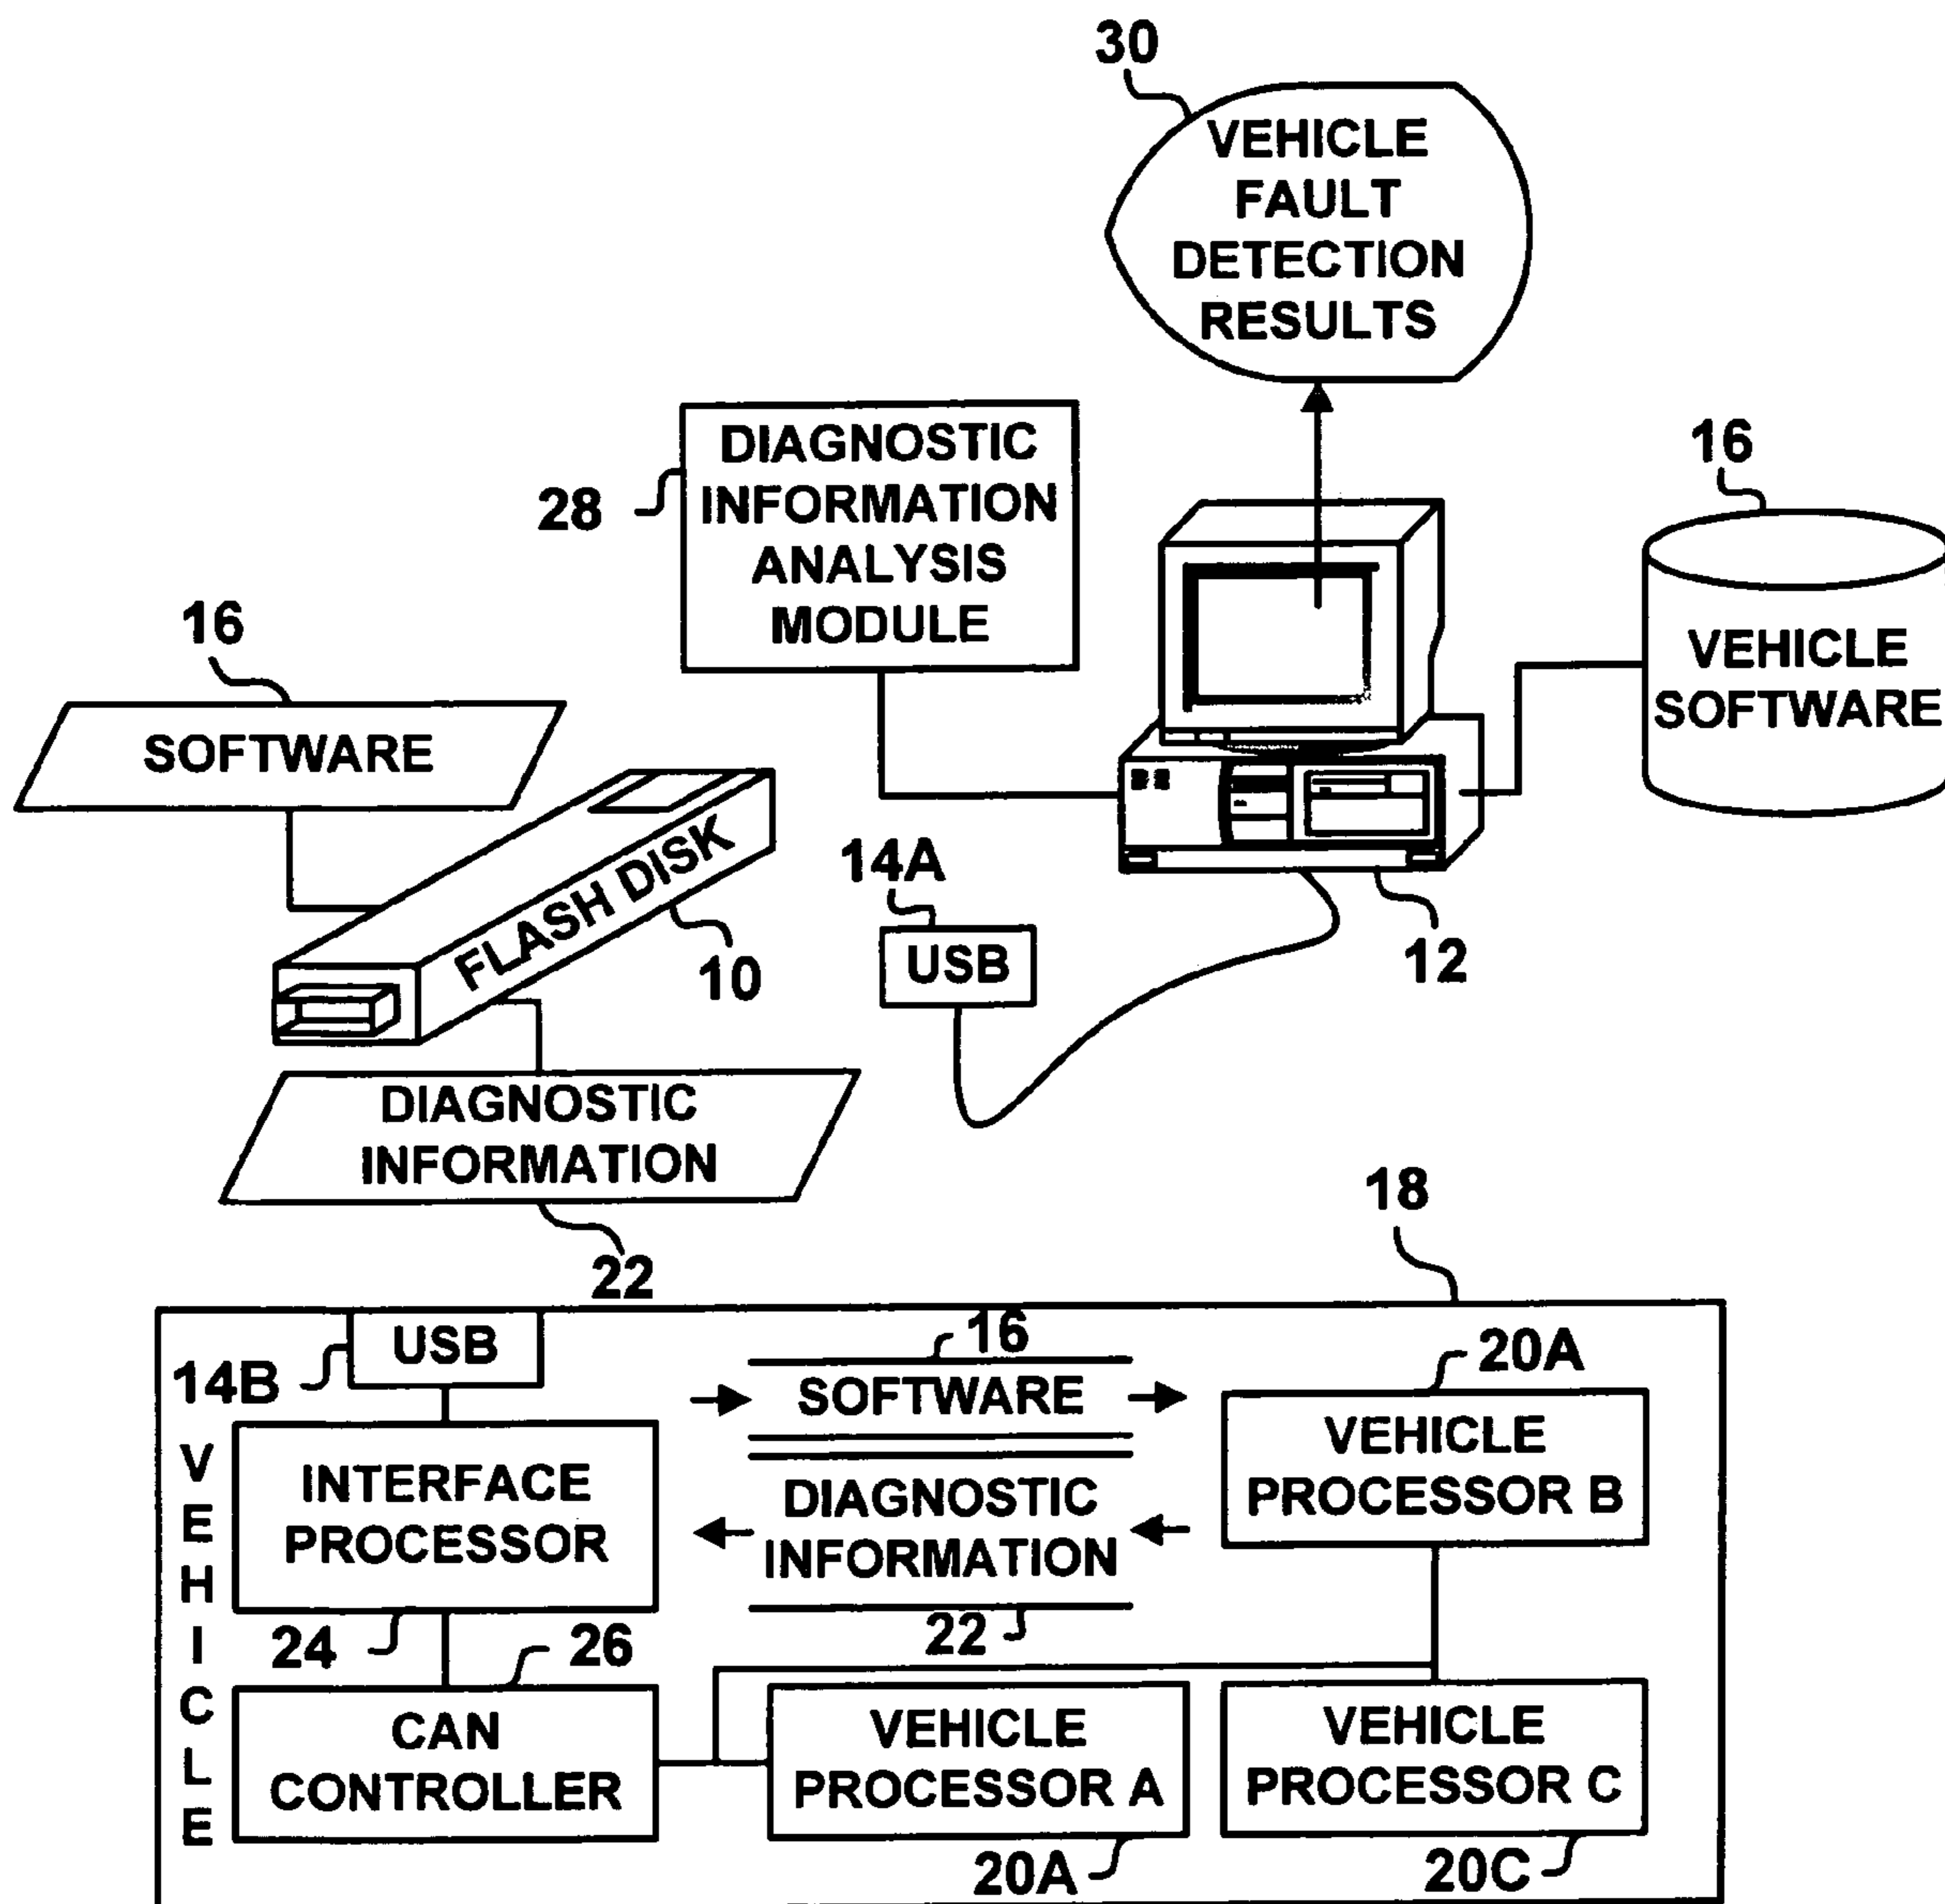 30
VEHICLE
FAULT
DETECTION
RESULTS
28
DIAGNOSTIC
INFORMATION
ANALYSIS
MODULE
16
VEHICLE
SOFTWARE
16
SOFTWARE
FLASH DISK
10
14A
USB
12
DIAGNOSTIC
INFORMATION
22
18
VEHICLE
14B
USB
INTERFACE
PROCESSOR
24
16
SOFTWARE
DIAGNOSTIC
INFORMATION
22
20A
VEHICLE
PROCESSOR B
26
CAN
CONTROLLER
VEHICLE
PROCESSOR A
20A
VEHICLE
PROCESSOR C
20C